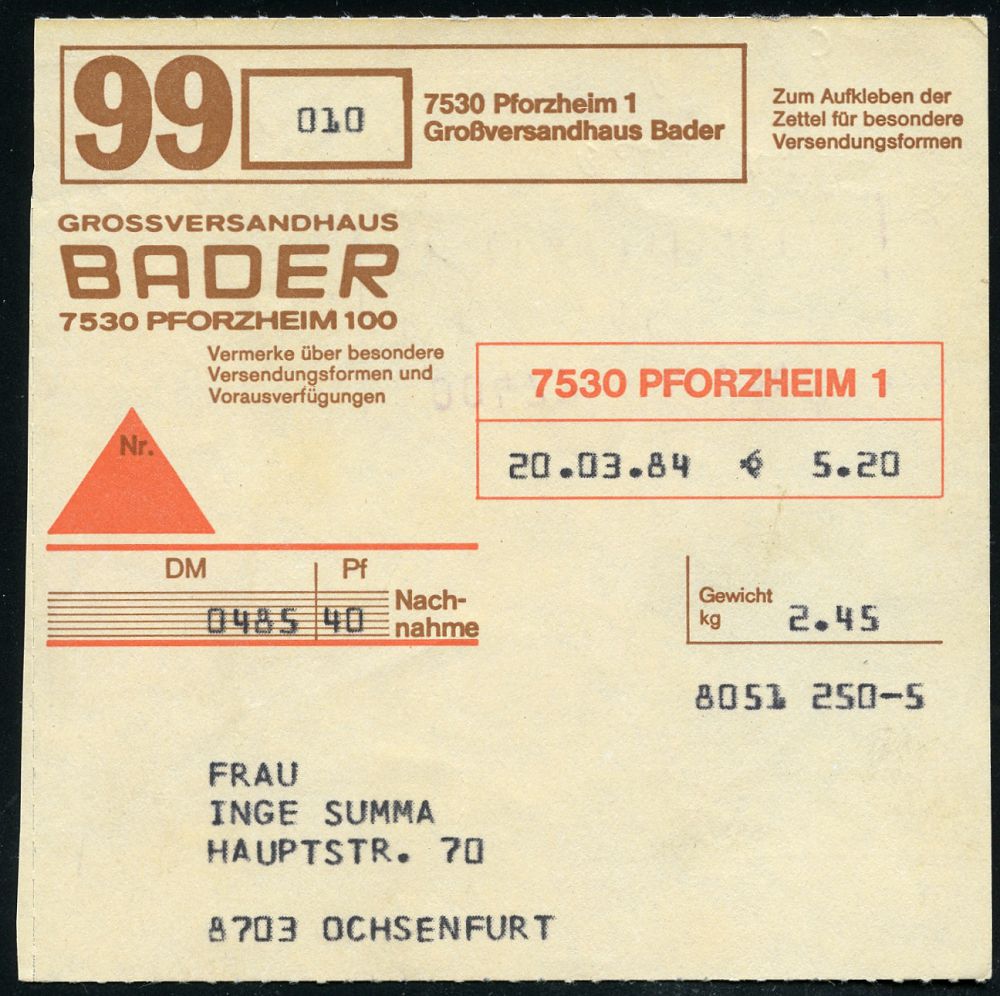 99
010
7530 Pforzheim 1
Großversandhaus Bader
Zum Aufkleben der
Zettel für besondere
Versendungsformen
GROSSVERSANDHAUS
BADER
7530 PFORZHEIM 100
Vermerke über besondere
Versendungsformen und
Vorausverfügungen
Nr.
7530 PFORZHEIM 1
20.03.84 5.20
DM Pf
0485 40
Nach-
nahme
Gewicht
kg 2.45
8051 250-5
FRAU
INGE SUMMA
HAUPTSTR. 70
8703 OCHSENFURT